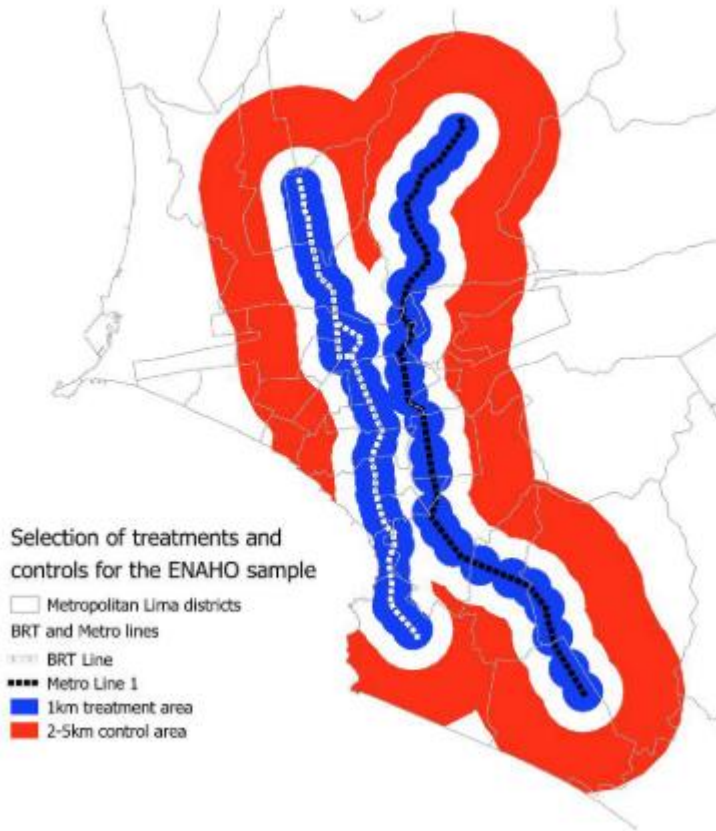 Selection of treatments and
controls for the ENAHO sample
Metropolitan Lima districts
BRT and Metro lines
BRT Line
Metro Line 1
1km treatment area
2-5km control area